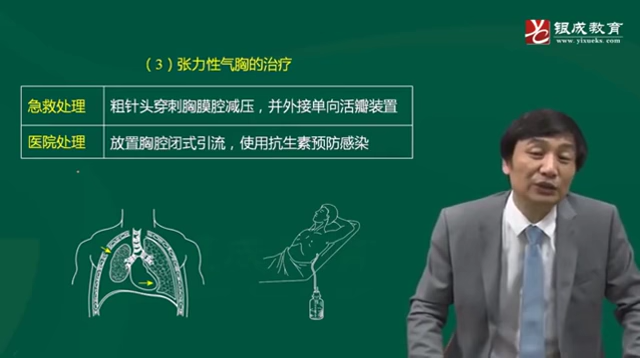 银成教育
www.yixueks.com
（3）张力性气胸的治疗
急救处理 粗针头穿刺胸膜腔减压，并外接单向活瓣装置
医院处理 放置胸腔闭式引流，使用抗生素预防感染